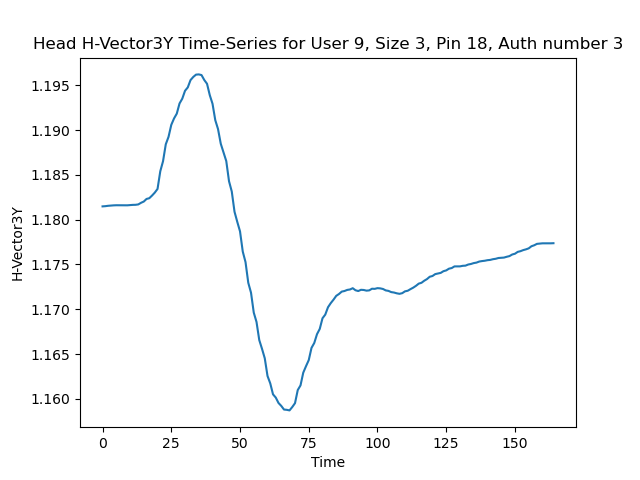 Head H-Vector3Y Time-Series for User 9, Size 3, Pin 18, Auth number 3
1.195
1.190
1.185
1.180
1.175
1.170
1.165
1.160
H-Vector3Y
0 25 50 75 100 125 150
Time